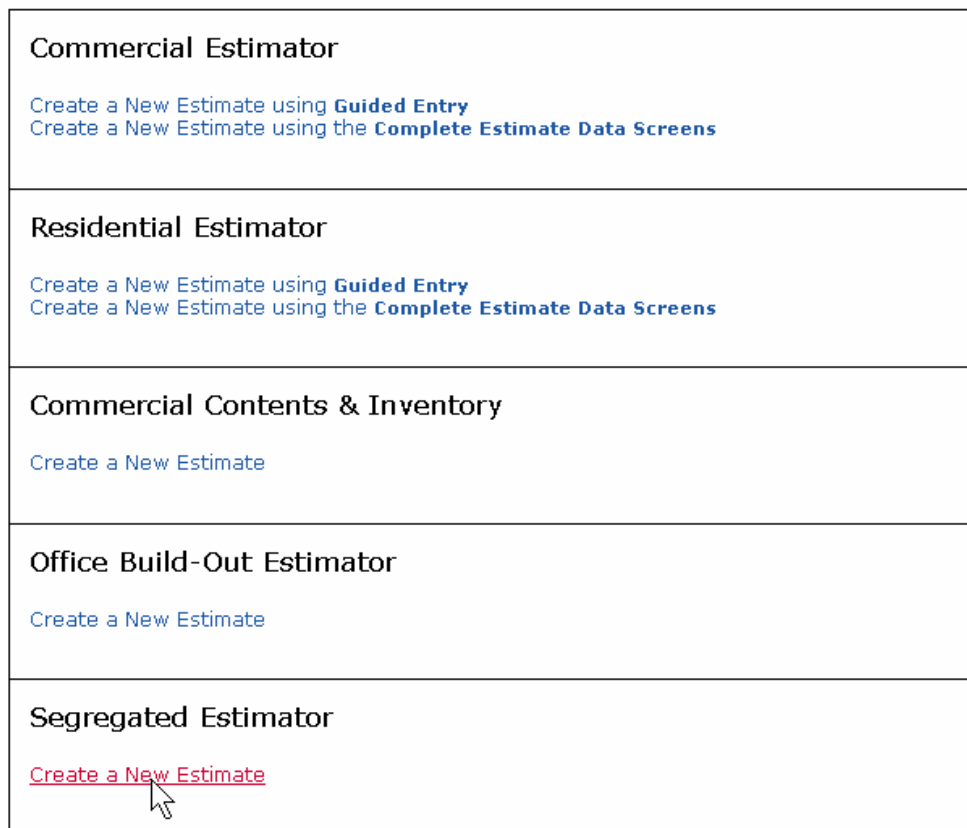 Commercial Estimator
Create a New Estimate using Guided Entry
Create a New Estimate using the Complete Estimate Data Screens
Residential Estimator
Create a New Estimate using Guided Entry
Create a New Estimate using the Complete Estimate Data Screens
Commercial Contents & Inventory
Create a New Estimate
Office Build-Out Estimator
Create a New Estimate
Segregated Estimator
Create a New Estimate